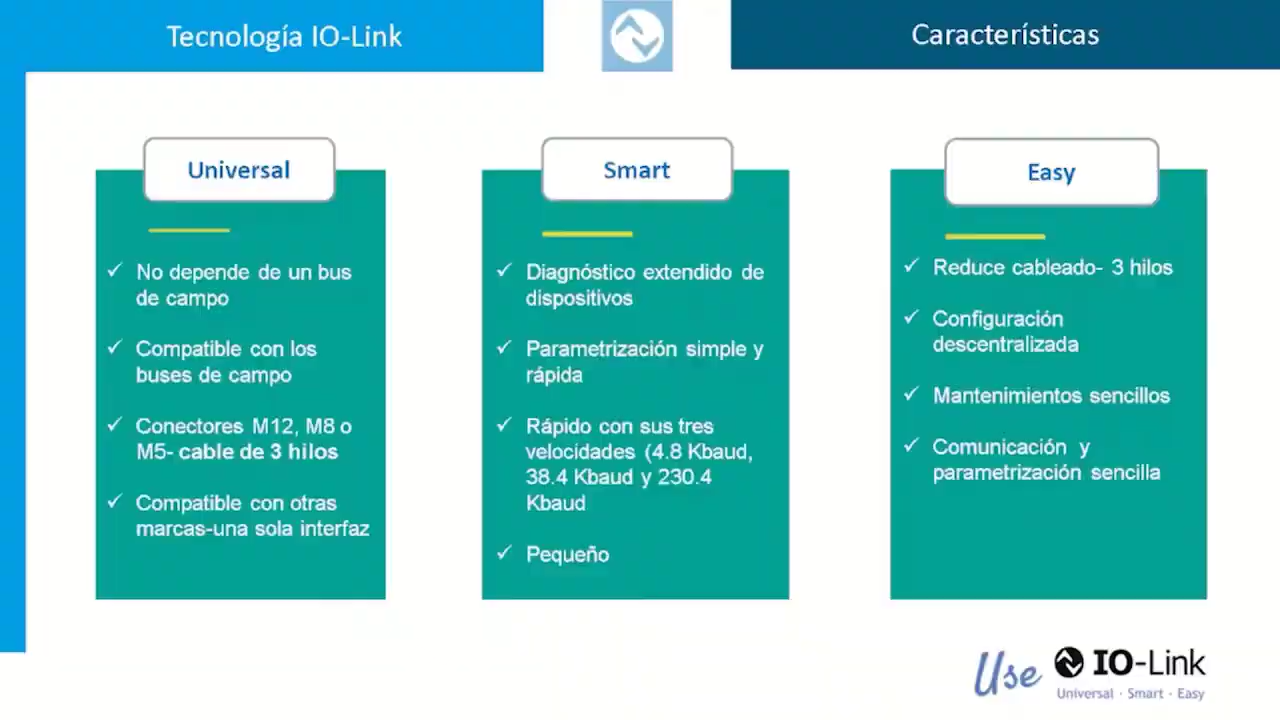 Tecnología IO-Link
Características
Universal
No depende de un bus
de campo
Compatible con los
buses de campo
Conectores M12, M8 o
M5- cable de 3 hilos
Compatible con otras
marcas-una sola interfaz
Smart
Diagnóstico extendido de
dispositivos
Parametrización simple y
rápida
Rápido con sus tres
velocidades (4.8 Kbaud,
38.4 Kbaud y 230.4
Kbaud
Pequeño
Easy
Reduce cableado- 3 hilos
Configuración
descentralizada
Mantenimientos sencillos
Comunicación y
parametrización sencilla
Use IO-Link
Universal · Smart · Easy